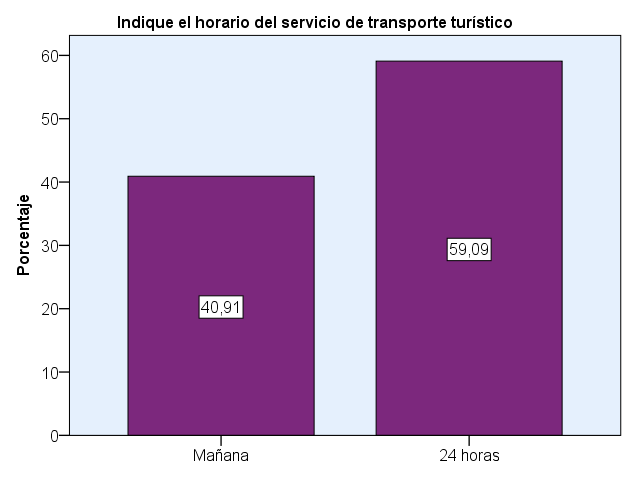 Indique el horario del servicio de transporte turístico
Porcentaje
60
50
40
30
20
10
0
40,91
59,09
Mañana
24 horas